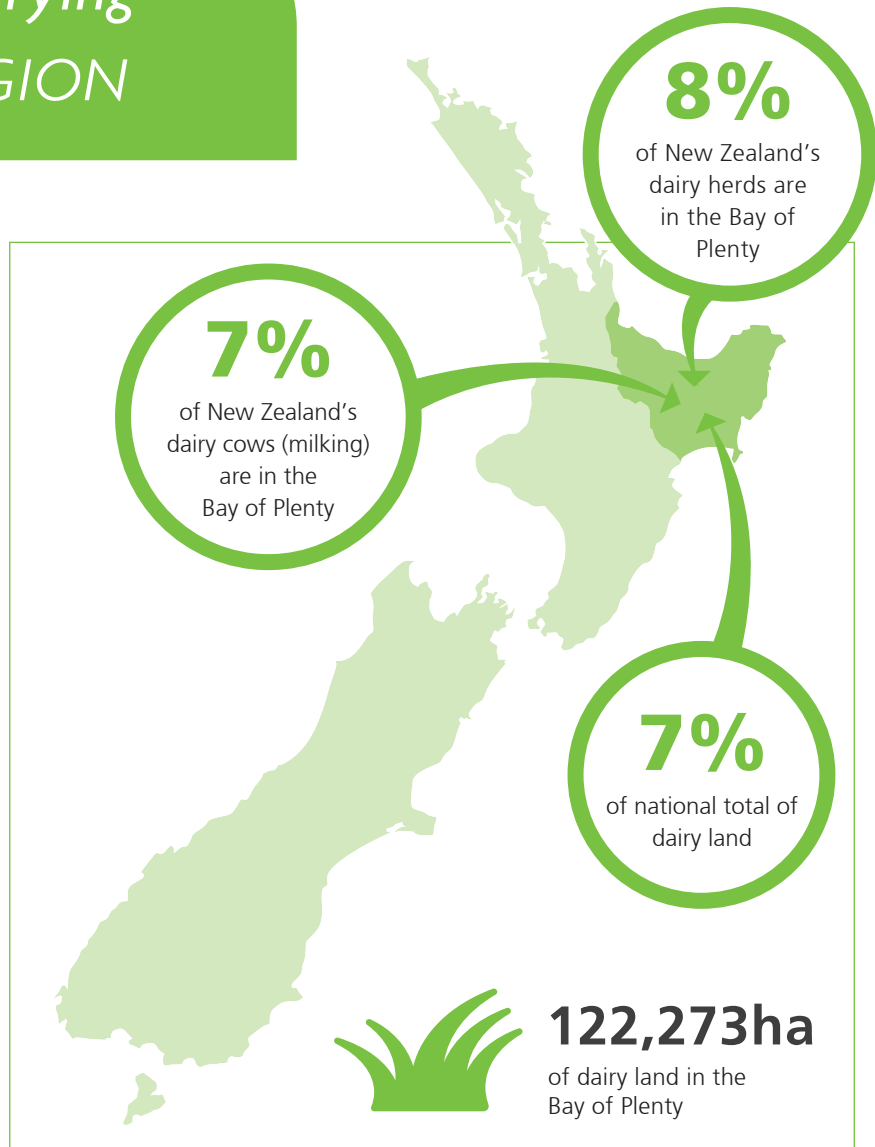 8%
of New Zealand's
dairy herds are
in the Bay of
Plenty
7%
of New Zealand's
dairy cows (milking)
are in the
Bay of Plenty
7%
of national total of
dairy land
122,273ha
of dairy land in the
Bay of Plenty